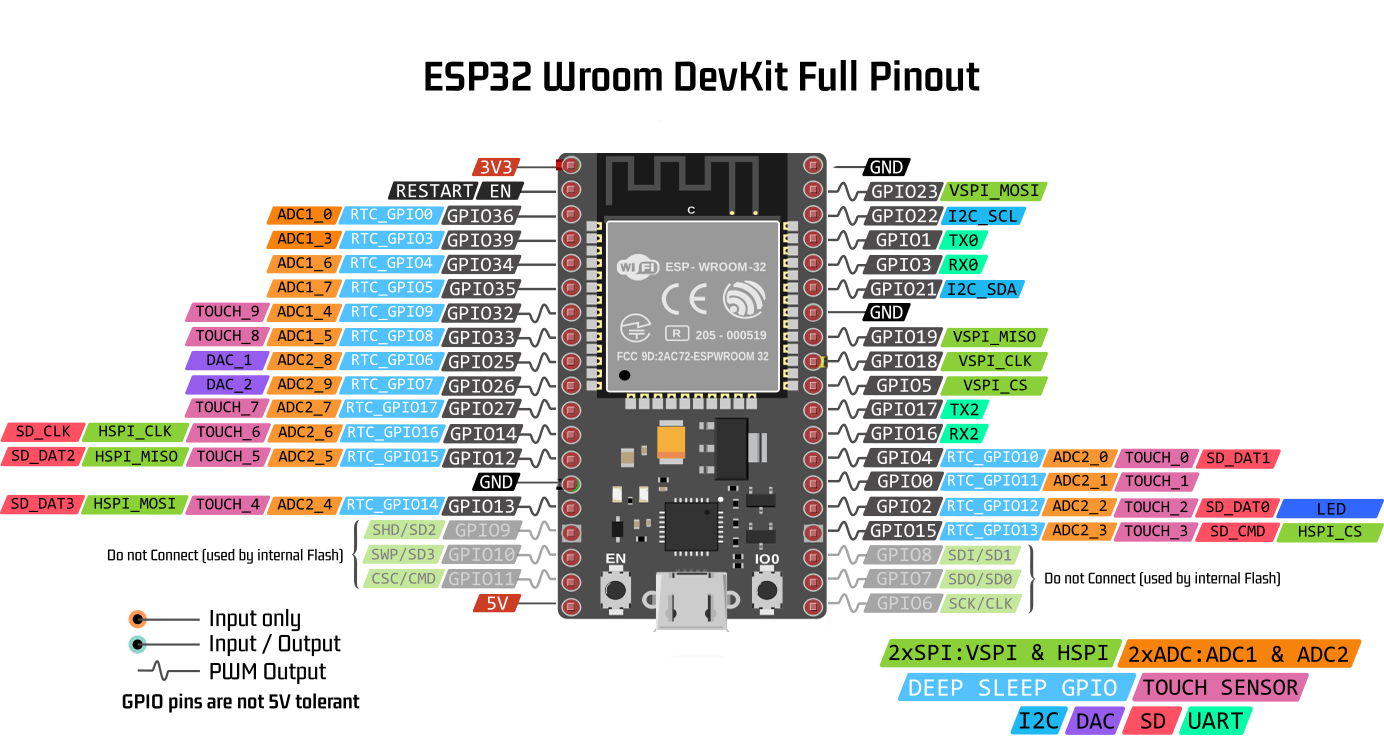 ESP32 Wroom DevKit Full Pinout
3V3 GND
RESTART EN GPIO23 VSPI_MOSI
ADC1_0 RTC_GPIO0 GPIO36 C GPIO22 I2C_SCL
ADC1_3 RTC_GPIO3 GPIO39 GPIO1 TX0
ADC1_6 RTC_GPIO4 GPIO34 WiFi ESP-WROOM-32 GPIO3 RX0
ADC1_7 RTC_GPIO5 GPIO35 CE GPIO21 I2C_SDA
TOUCH_9 ADC1_4 RTC_GPIO9 GPIO32 GND
TOUCH_8 ADC1_5 RTC_GPIO8 GPIO33 R 205-000519 GPIO19 VSPI_MISO
DAC_1 ADC2_8 RTC_GPIO6 GPIO25 FCC 9D:2AC72-ESPWROOM 32 GPIO18 VSPI_CLK
DAC_2 ADC2_9 RTC_GPIO7 GPIO26 GPIO5 VSPI_CS
TOUCH_7 ADC2_7 RTC_GPIO17 GPIO27 GPIO17 TX2
SD_CLK HSPI_CLK TOUCH_6 ADC2_6 RTC_GPIO16 GPIO14 GPIO16 RX2
SD_DAT2 HSPI_MISO TOUCH_5 ADC2_5 RTC_GPIO15 GPIO12 GPIO4 RTC_GPIO10 ADC2_0 TOUCH_0 SD_DAT1
GND GPIO0 RTC_GPIO11 ADC2_1 TOUCH_1
SD_DAT3 HSPI_MOSI TOUCH_4 ADC2_4 RTC_GPIO14 GPIO13 GPIO2 RTC_GPIO12 ADC2_2 TOUCH_2 SD_DAT0 LED
SHD/SD2 GPIO9 GPIO15 RTC_GPIO13 ADC2_3 TOUCH_3 SD_CMD HSPI_CS
Do not Connect (used by internal Flash) SWP/SD3 GPIO10 EN IO0 GPIO8 SDI/SD1
CSC/CMD GPIO11 GPIO7 SDO/SD0 Do not Connect (used by internal Flash)
5V GPIO6 SCK/CLK
Input only
Input / Output
PWM Output
GPIO pins are not 5V tolerant
2xSPI:VSPI & HSPI 2xADC:ADC1 & ADC2
DEEP SLEEP GPIO TOUCH SENSOR
I2C DAC SD UART